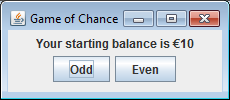 Game of Chance
Your starting balance is €10
Odd Even